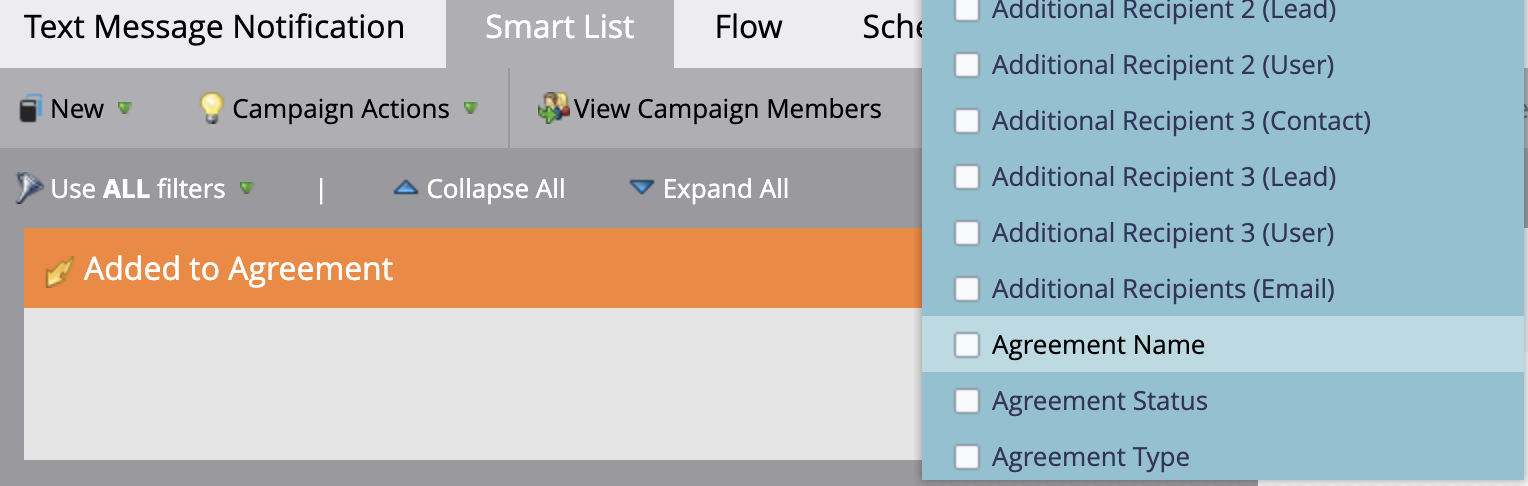 Text Message Notification Smart List Flow
New Campaign Actions View Campaign Members
Use ALL filters | Collapse All Expand All
Added to Agreement
Additional Recipient 2 (Lead)
Additional Recipient 2 (User)
Additional Recipient 3 (Contact)
Additional Recipient 3 (Lead)
Additional Recipient 3 (User)
Additional Recipients (Email)
Agreement Name
Agreement Status
Agreement Type